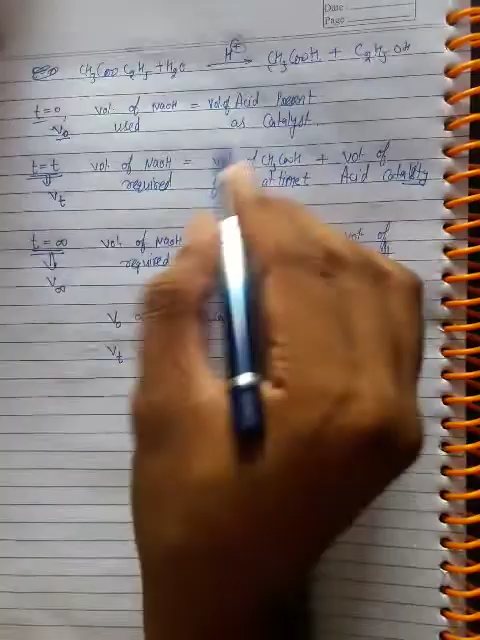 Date
Page
CH3COOC2H5 + H2O H⊕ → CH3COOH + C2H5OH
t=0, vol. of NaOH = vol of Acid Present
V0 used as Catalyst.
t=t vol. of NaOH = CH3COOH + vol. of
⇓ required at time t Acid catalyst
Vt
t=∞ vol. of NaOH vol. of
⇓ required
V∞
V0
Vt